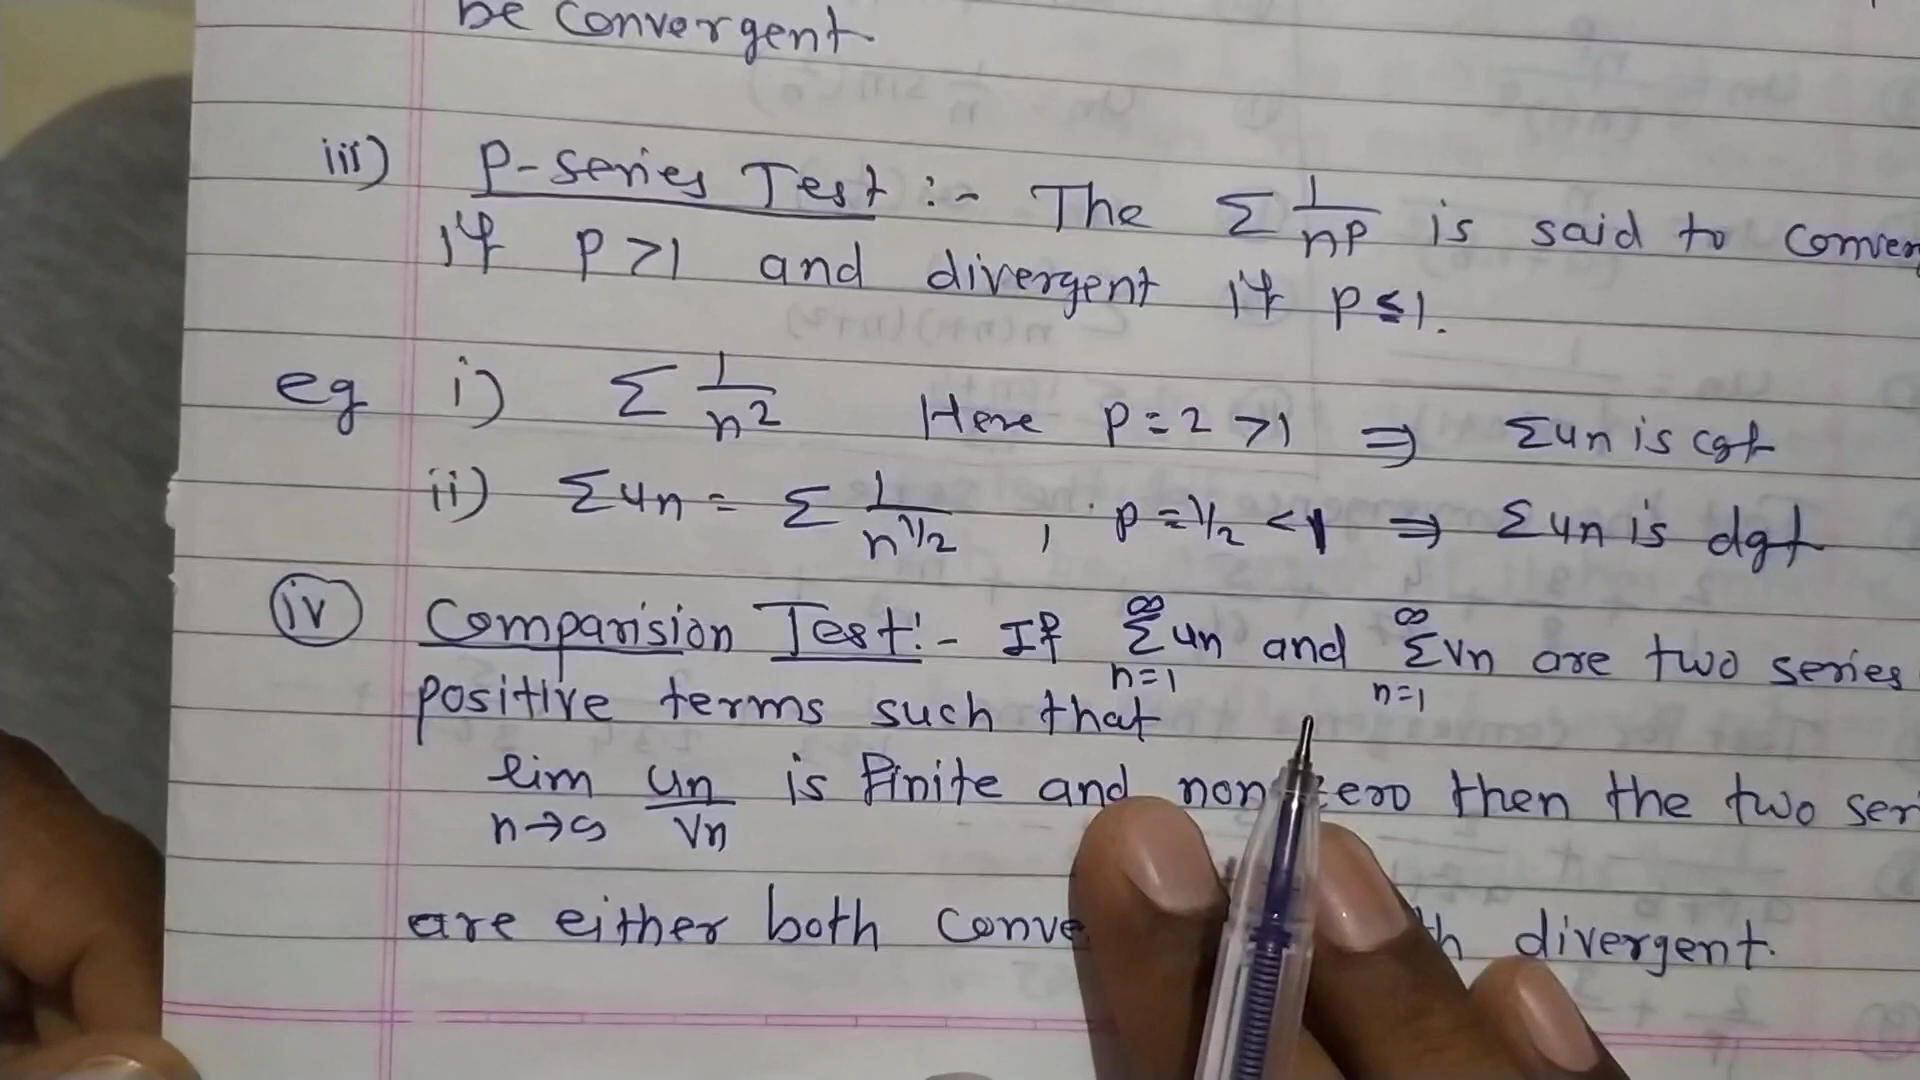 be convergent
iii) P-series Test :- The Σ 1/n^p is said to conver
if p>1 and divergent if p≤1.
eg i) Σ 1/n² Here p=2>1 ⇒ Σun is cgt
ii) Σun = Σ 1/n^1/2 , p=1/2 <1 ⇒ Σun is dgt
iv) Comparision Test:- If ∞Σn=1 un and ∞Σn=1 vn are two series
positive terms such that
lim n→∞ un/vn is finite and non zero then the two ser
are either both conve divergent.